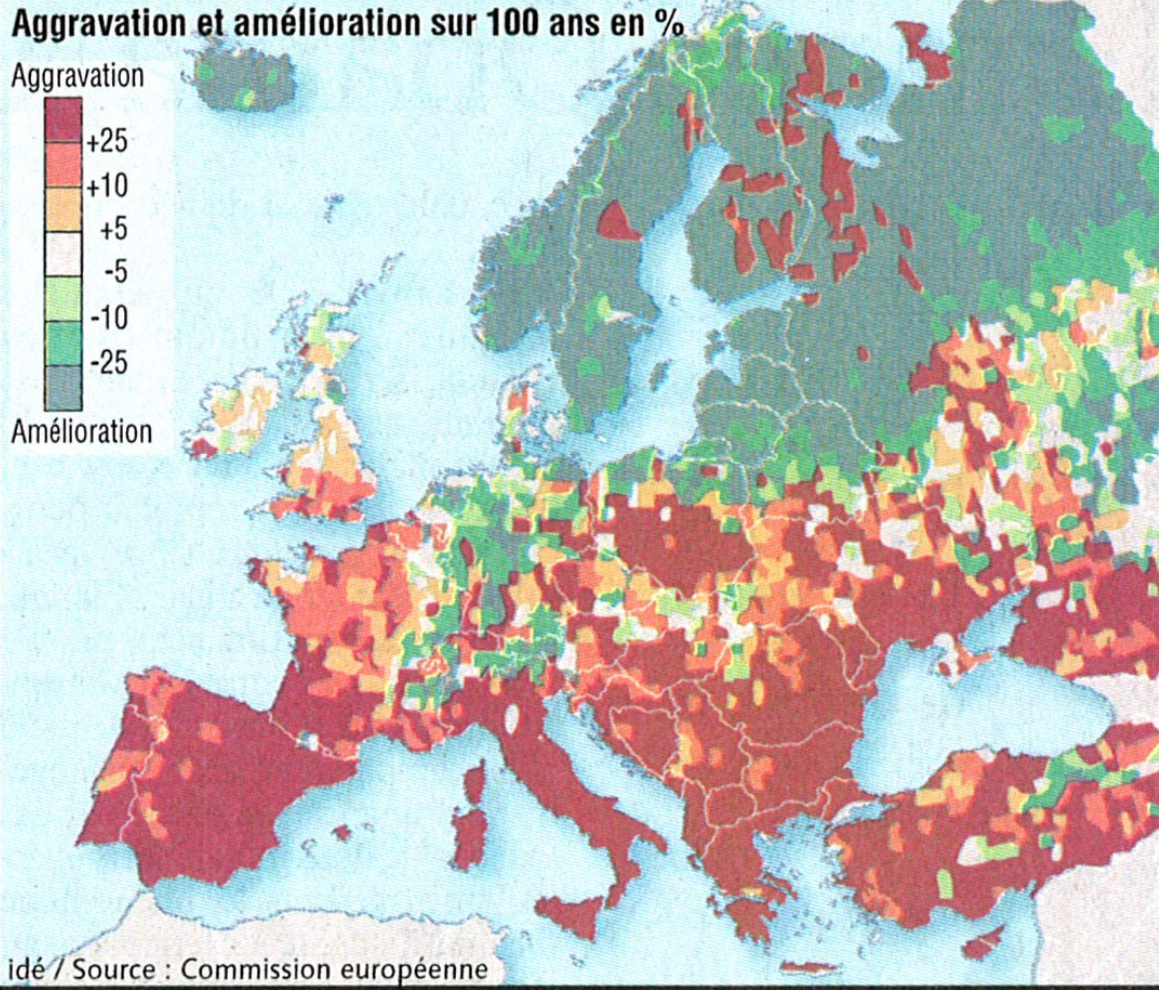 Aggravation et amélioration sur 100 ans en %
Aggravation
+25
+10
+5
-5
-10
-25
Amélioration
idé / Source : Commission européenne